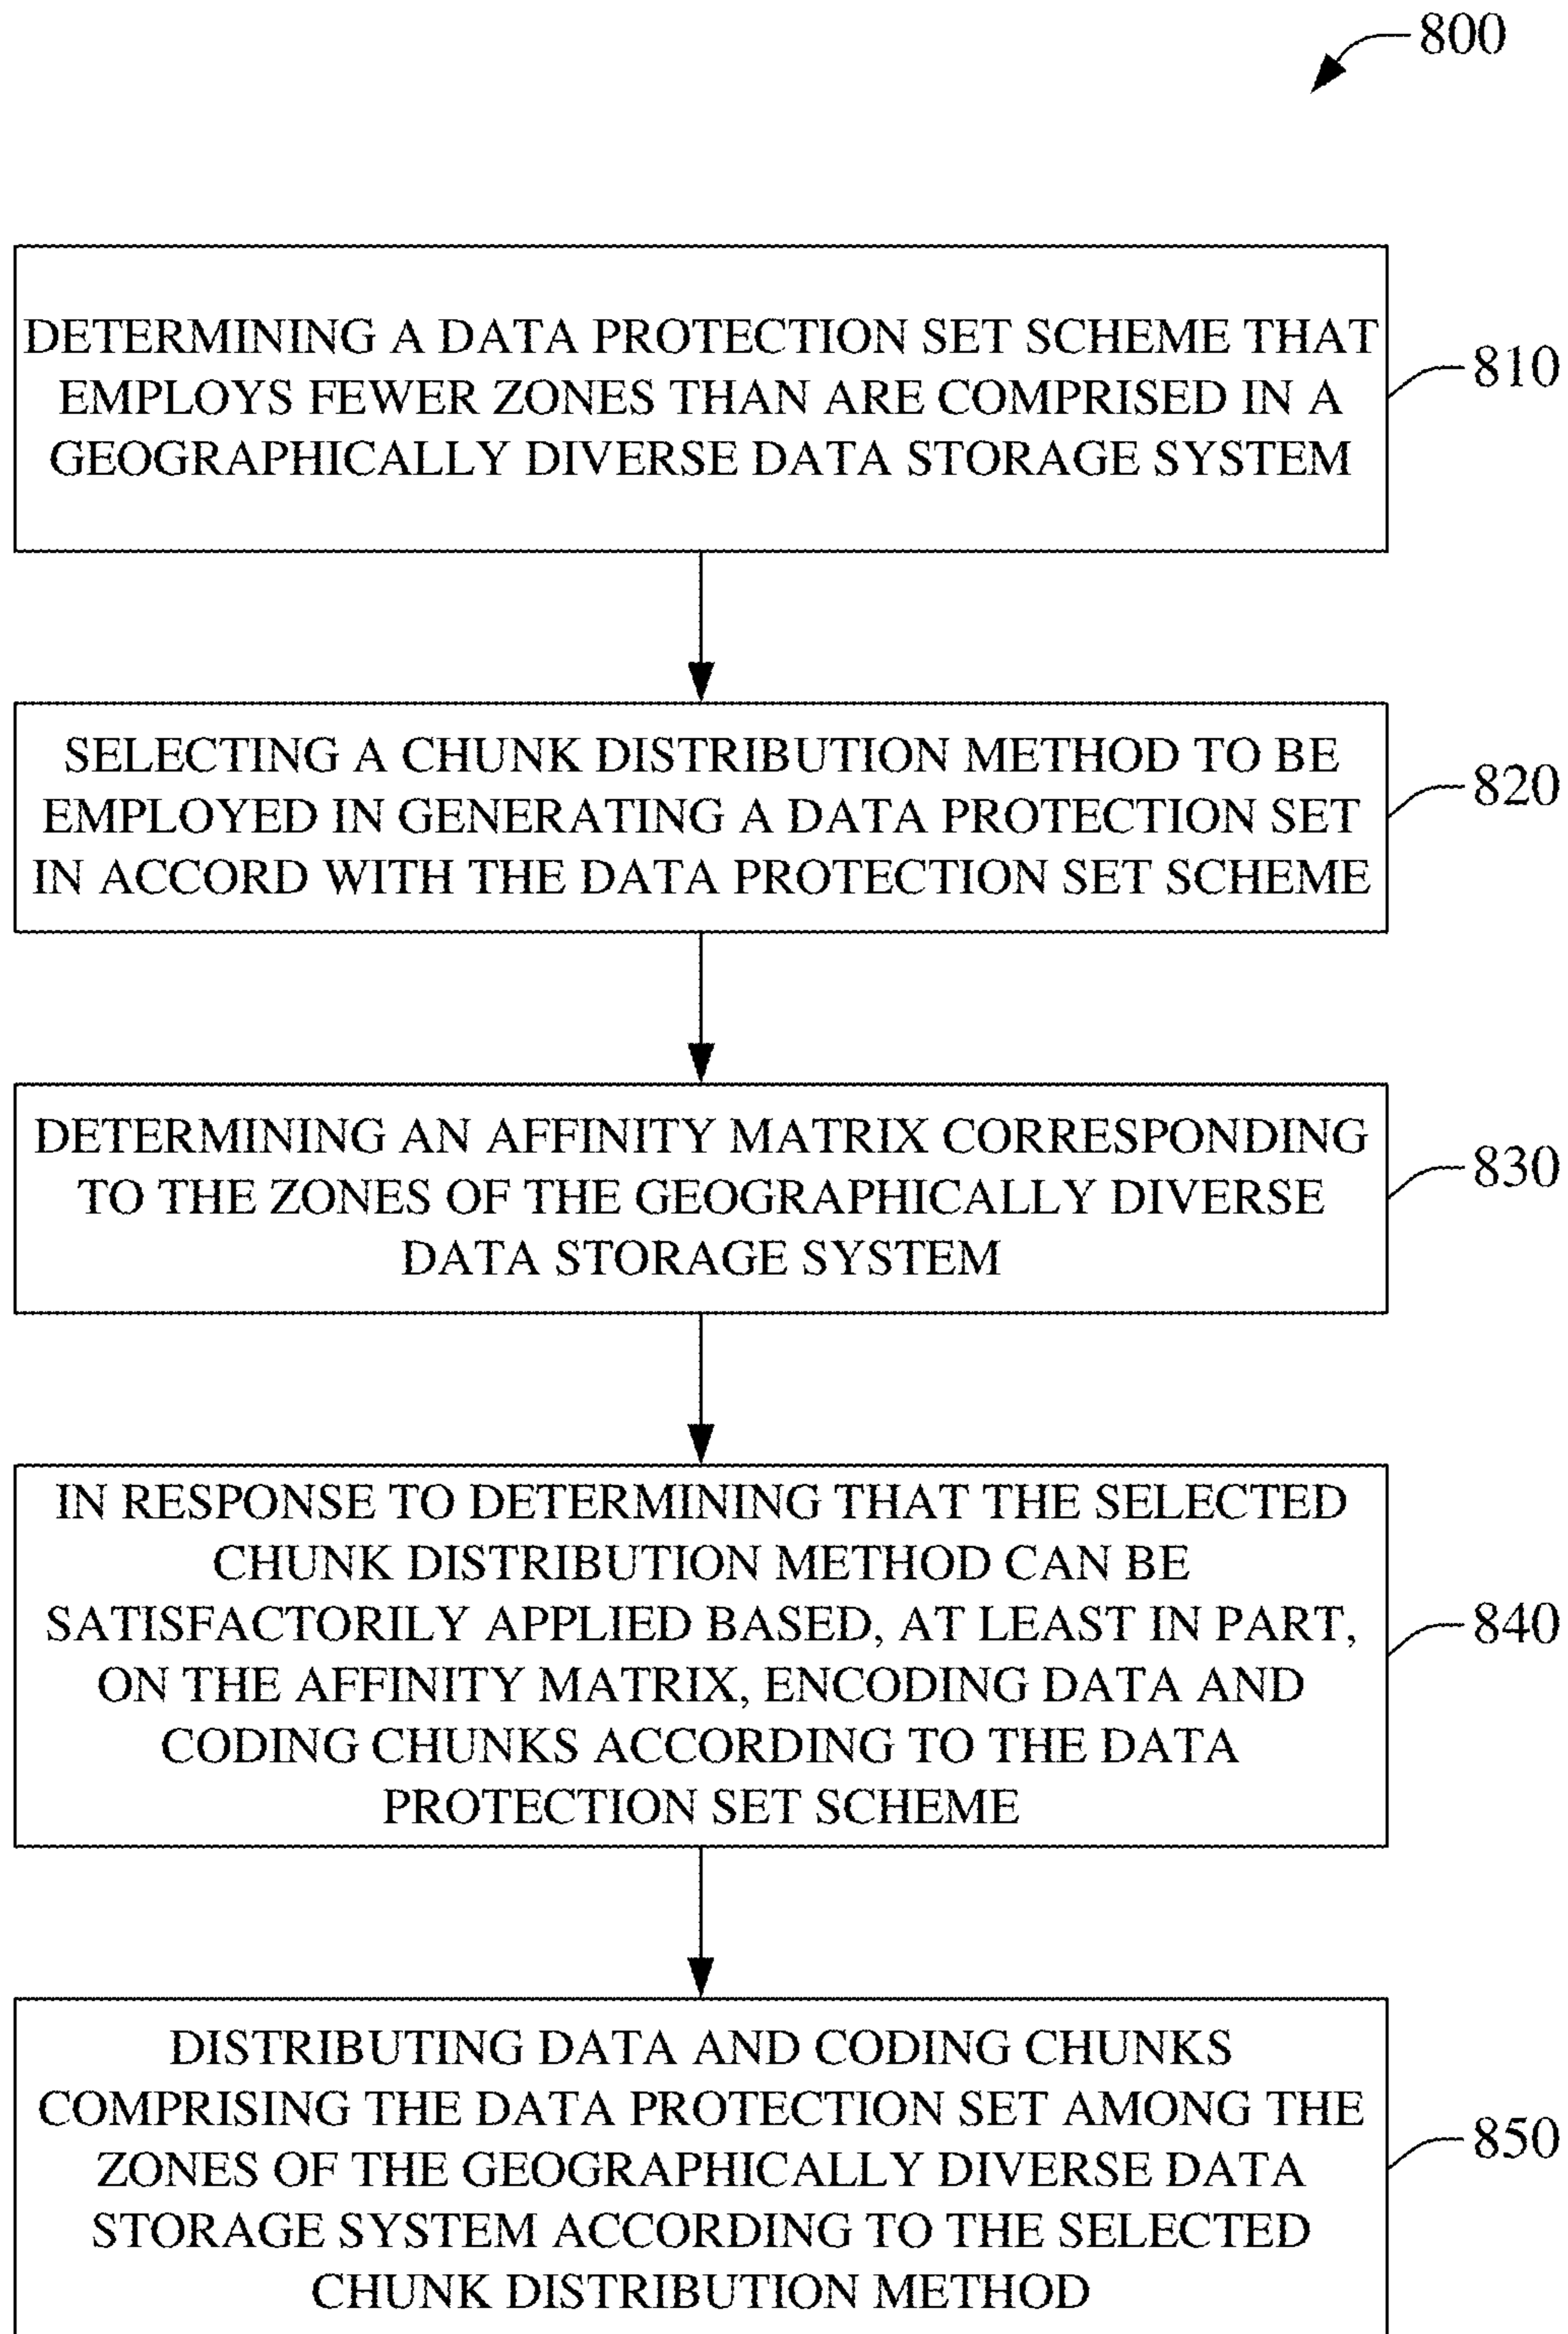 800
DETERMINING A DATA PROTECTION SET SCHEME THAT
EMPLOYS FEWER ZONES THAN ARE COMPRISED IN A
GEOGRAPHICALLY DIVERSE DATA STORAGE SYSTEM
810
SELECTING A CHUNK DISTRIBUTION METHOD TO BE
EMPLOYED IN GENERATING A DATA PROTECTION SET
IN ACCORD WITH THE DATA PROTECTION SET SCHEME
820
DETERMINING AN AFFINITY MATRIX CORRESPONDING
TO THE ZONES OF THE GEOGRAPHICALLY DIVERSE
DATA STORAGE SYSTEM
830
IN RESPONSE TO DETERMINING THAT THE SELECTED
CHUNK DISTRIBUTION METHOD CAN BE
SATISFACTORILY APPLIED BASED, AT LEAST IN PART,
ON THE AFFINITY MATRIX, ENCODING DATA AND
CODING CHUNKS ACCORDING TO THE DATA
PROTECTION SET SCHEME
840
DISTRIBUTING DATA AND CODING CHUNKS
COMPRISING THE DATA PROTECTION SET AMONG THE
ZONES OF THE GEOGRAPHICALLY DIVERSE DATA
STORAGE SYSTEM ACCORDING TO THE SELECTED
CHUNK DISTRIBUTION METHOD
850